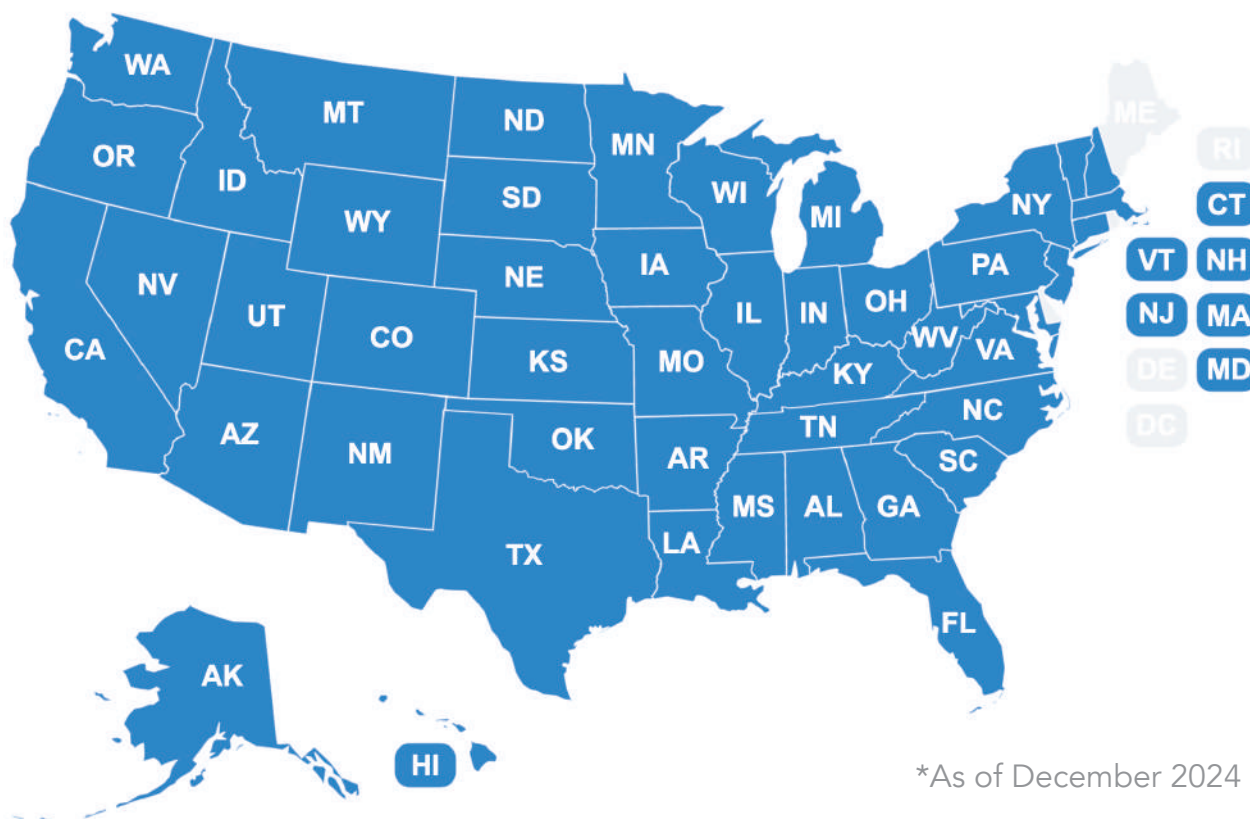 WA
MT
ND
MN
ME
OR
ID
SD
WI
MI
NY
RI
WY
CT
NV
UT
NE
IA
PA
VT
NH
CA
CO
IL
IN
OH
NJ
MA
KS
MO
WV
VA
KY
DE
MD
AZ
NM
OK
AR
TN
NC
DC
SC
TX
LA
MS
AL
GA
FL
AK
HI
*As of December 2024